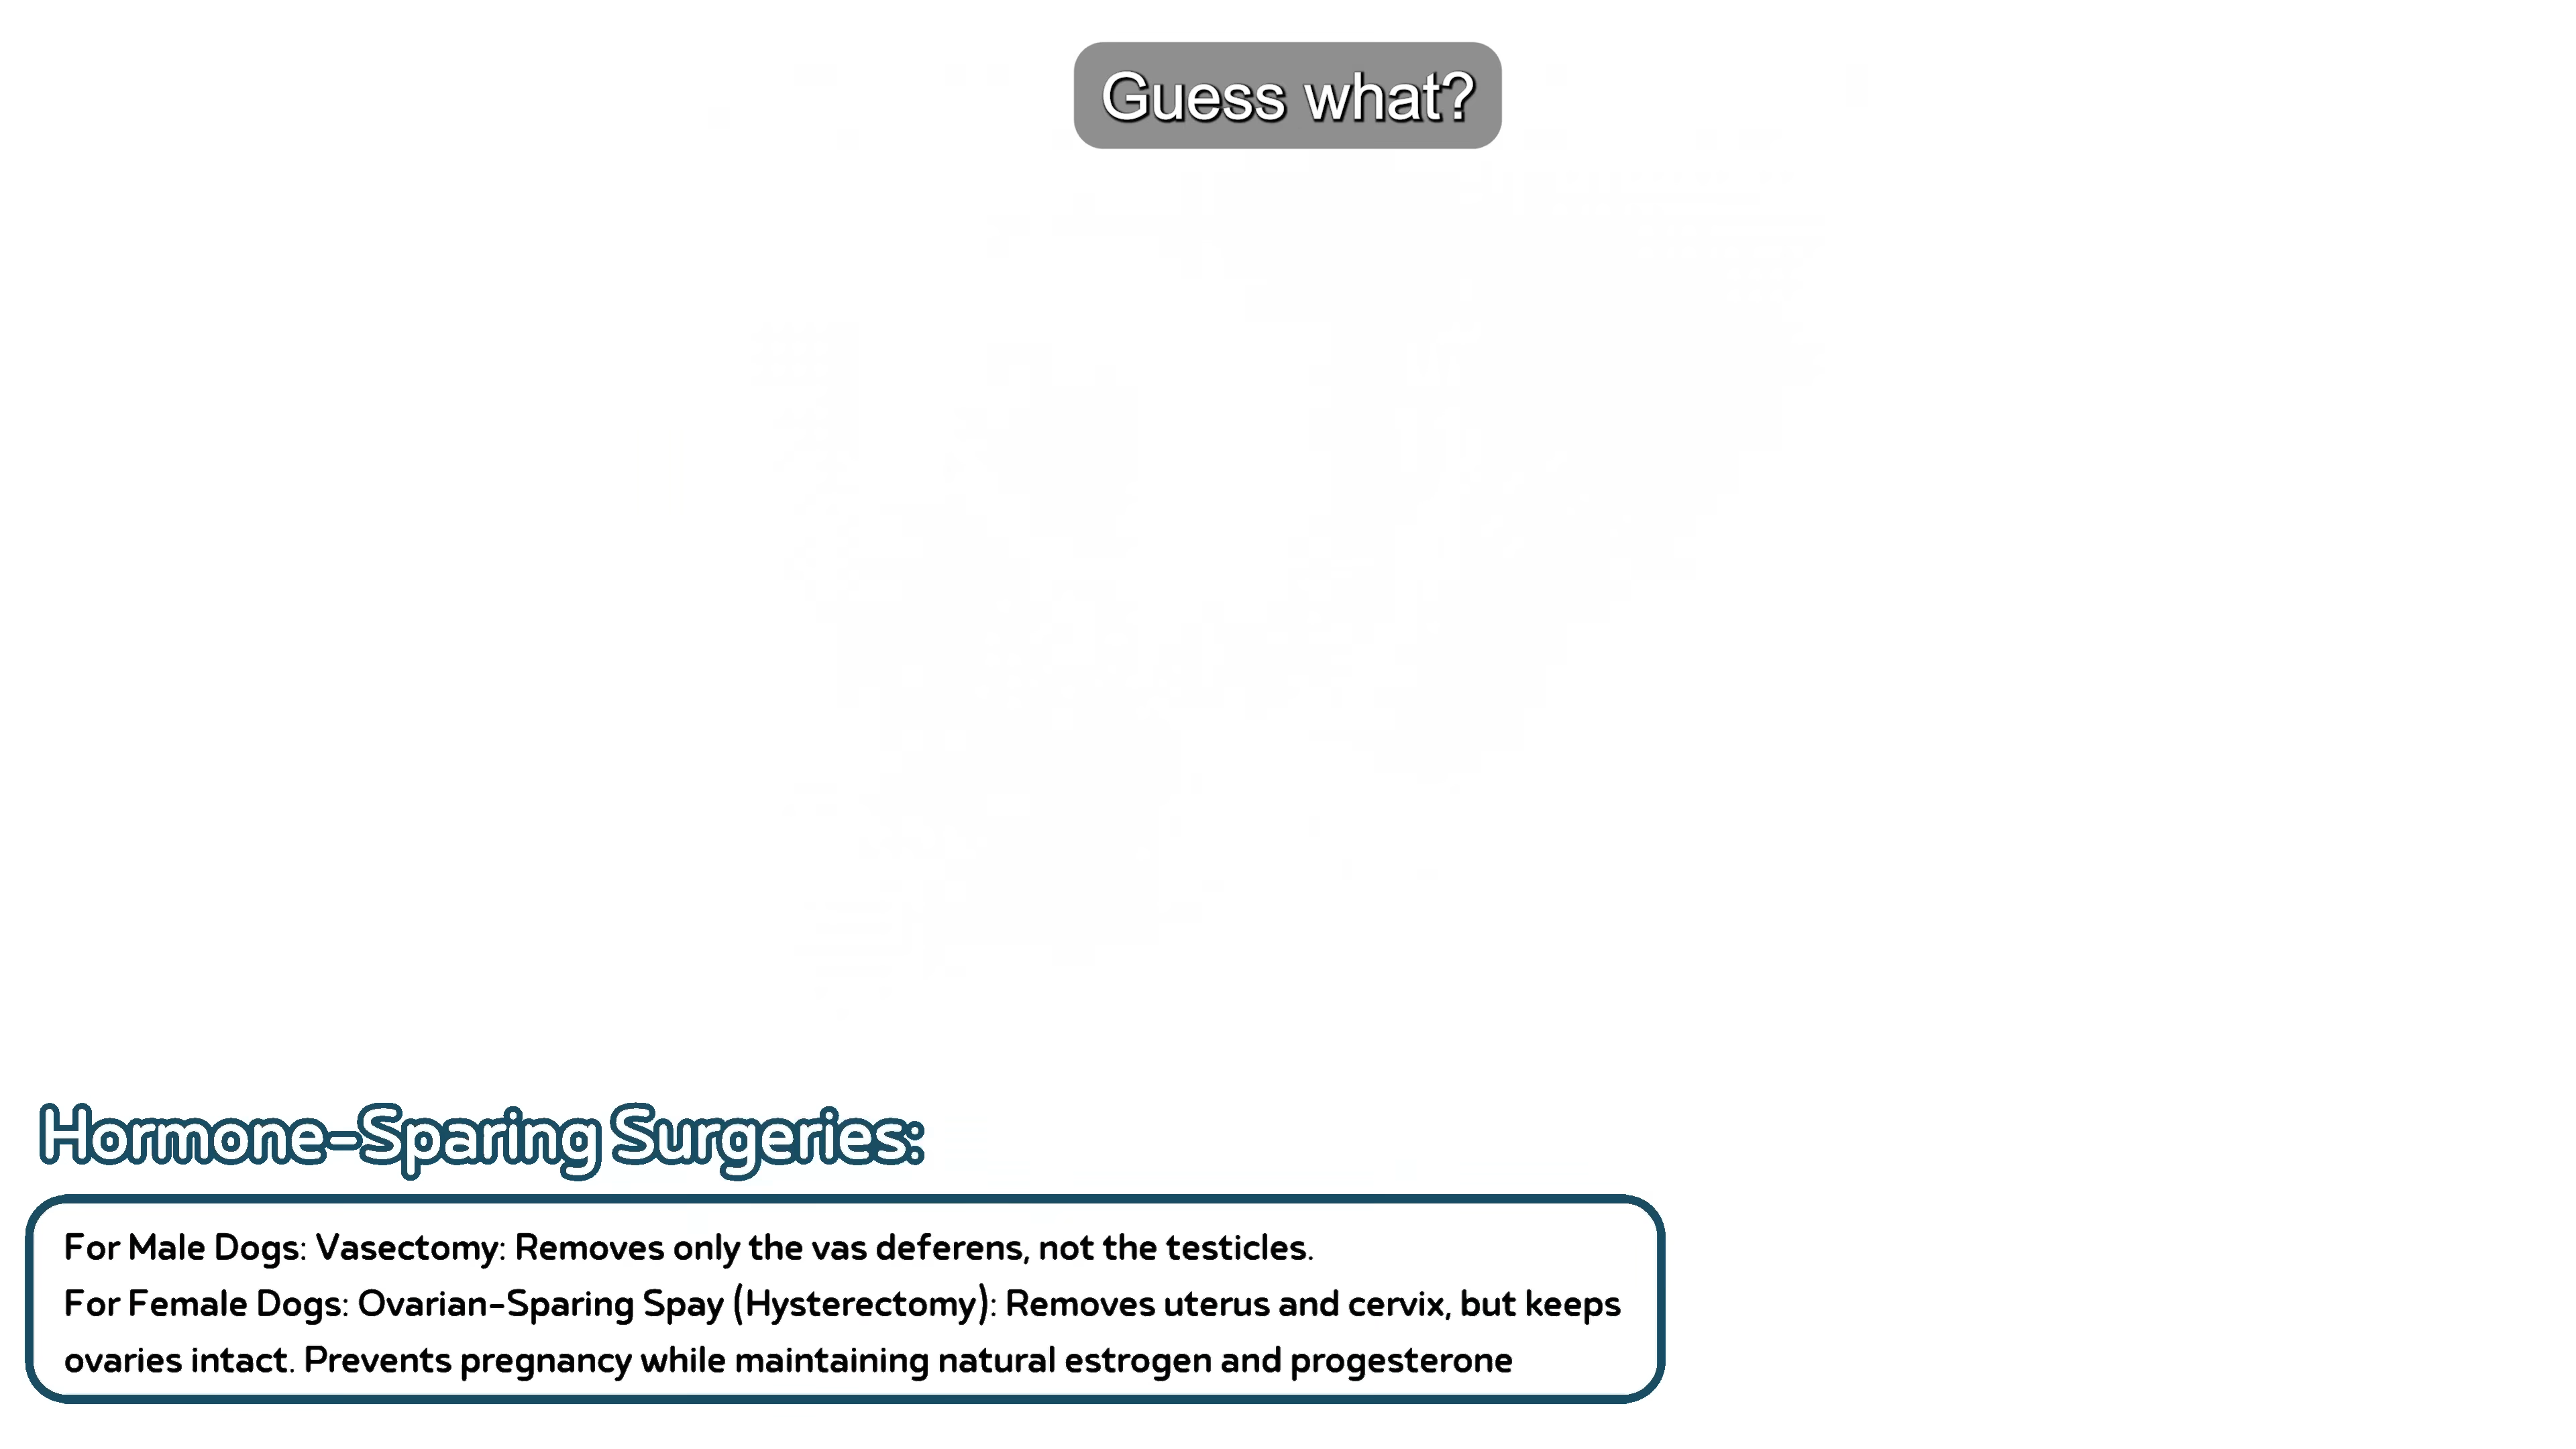 Guess what?
Hormone-Sparing Surgeries:
For Male Dogs: Vasectomy: Removes only the vas deferens, not the testicles.
For Female Dogs: Ovarian-Sparing Spay (Hysterectomy): Removes uterus and cervix, but keeps
ovaries intact. Prevents pregnancy while maintaining natural estrogen and progesterone